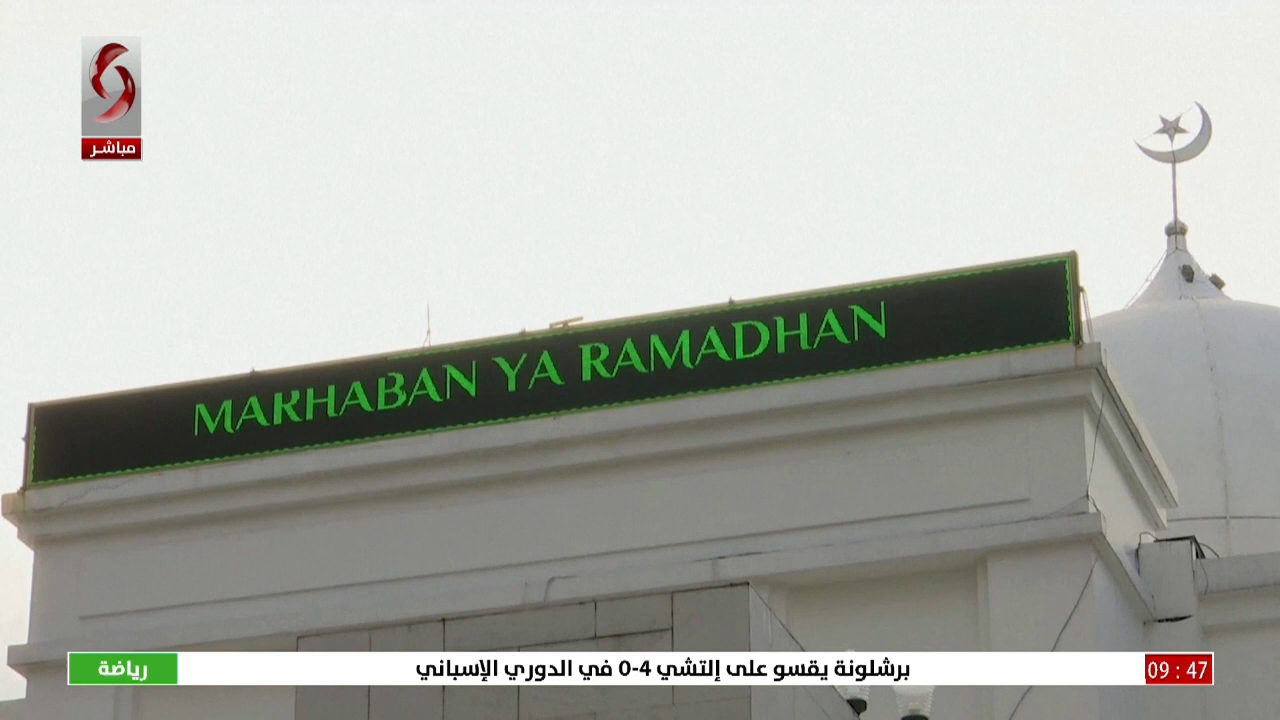 مباشر
MARHABAN YA RAMADHAN
رياضة
برشلونة يقسو على إلتشي 4-0 في الدوري الإسباني
09 : 47